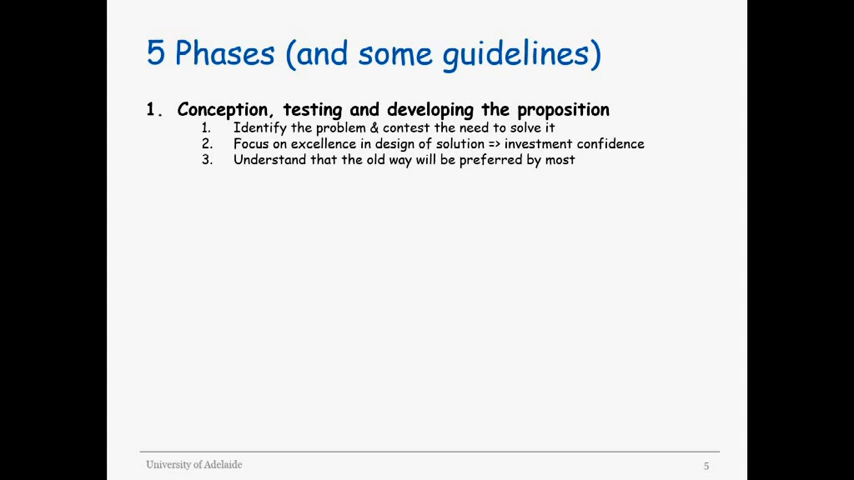 5 Phases (and some guidelines)
1. Conception, testing and developing the proposition
1. Identify the problem & contest the need to solve it
2. Focus on excellence in design of solution => investment confidence
3. Understand that the old way will be preferred by most
University of Adelaide
5